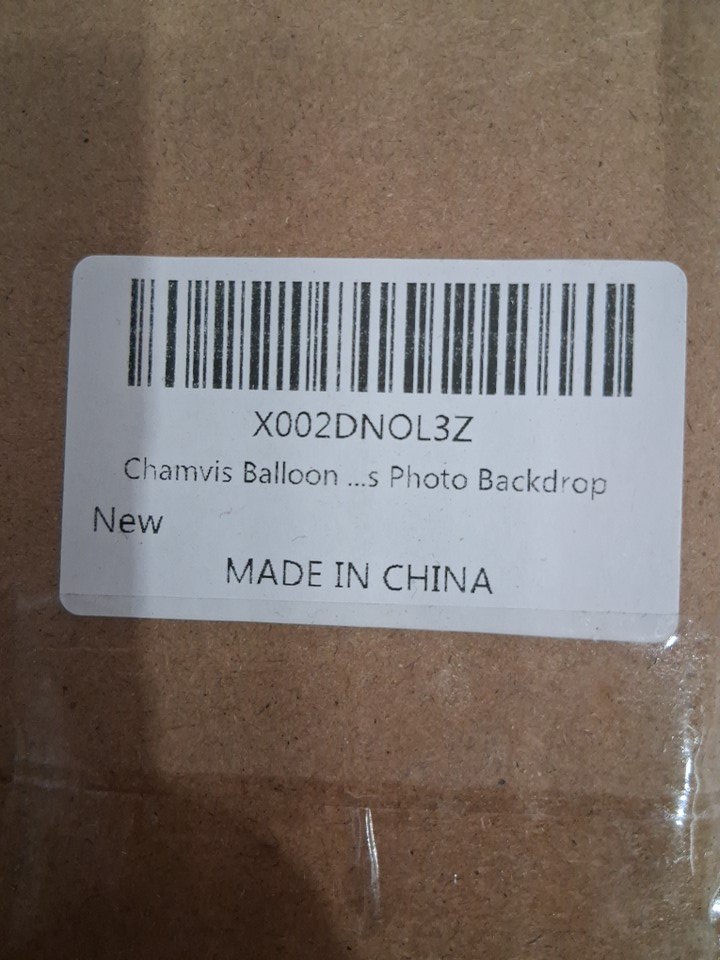 X002DNOL3Z
Chamvis Balloon ...s Photo Backdrop
New
MADE IN CHINA